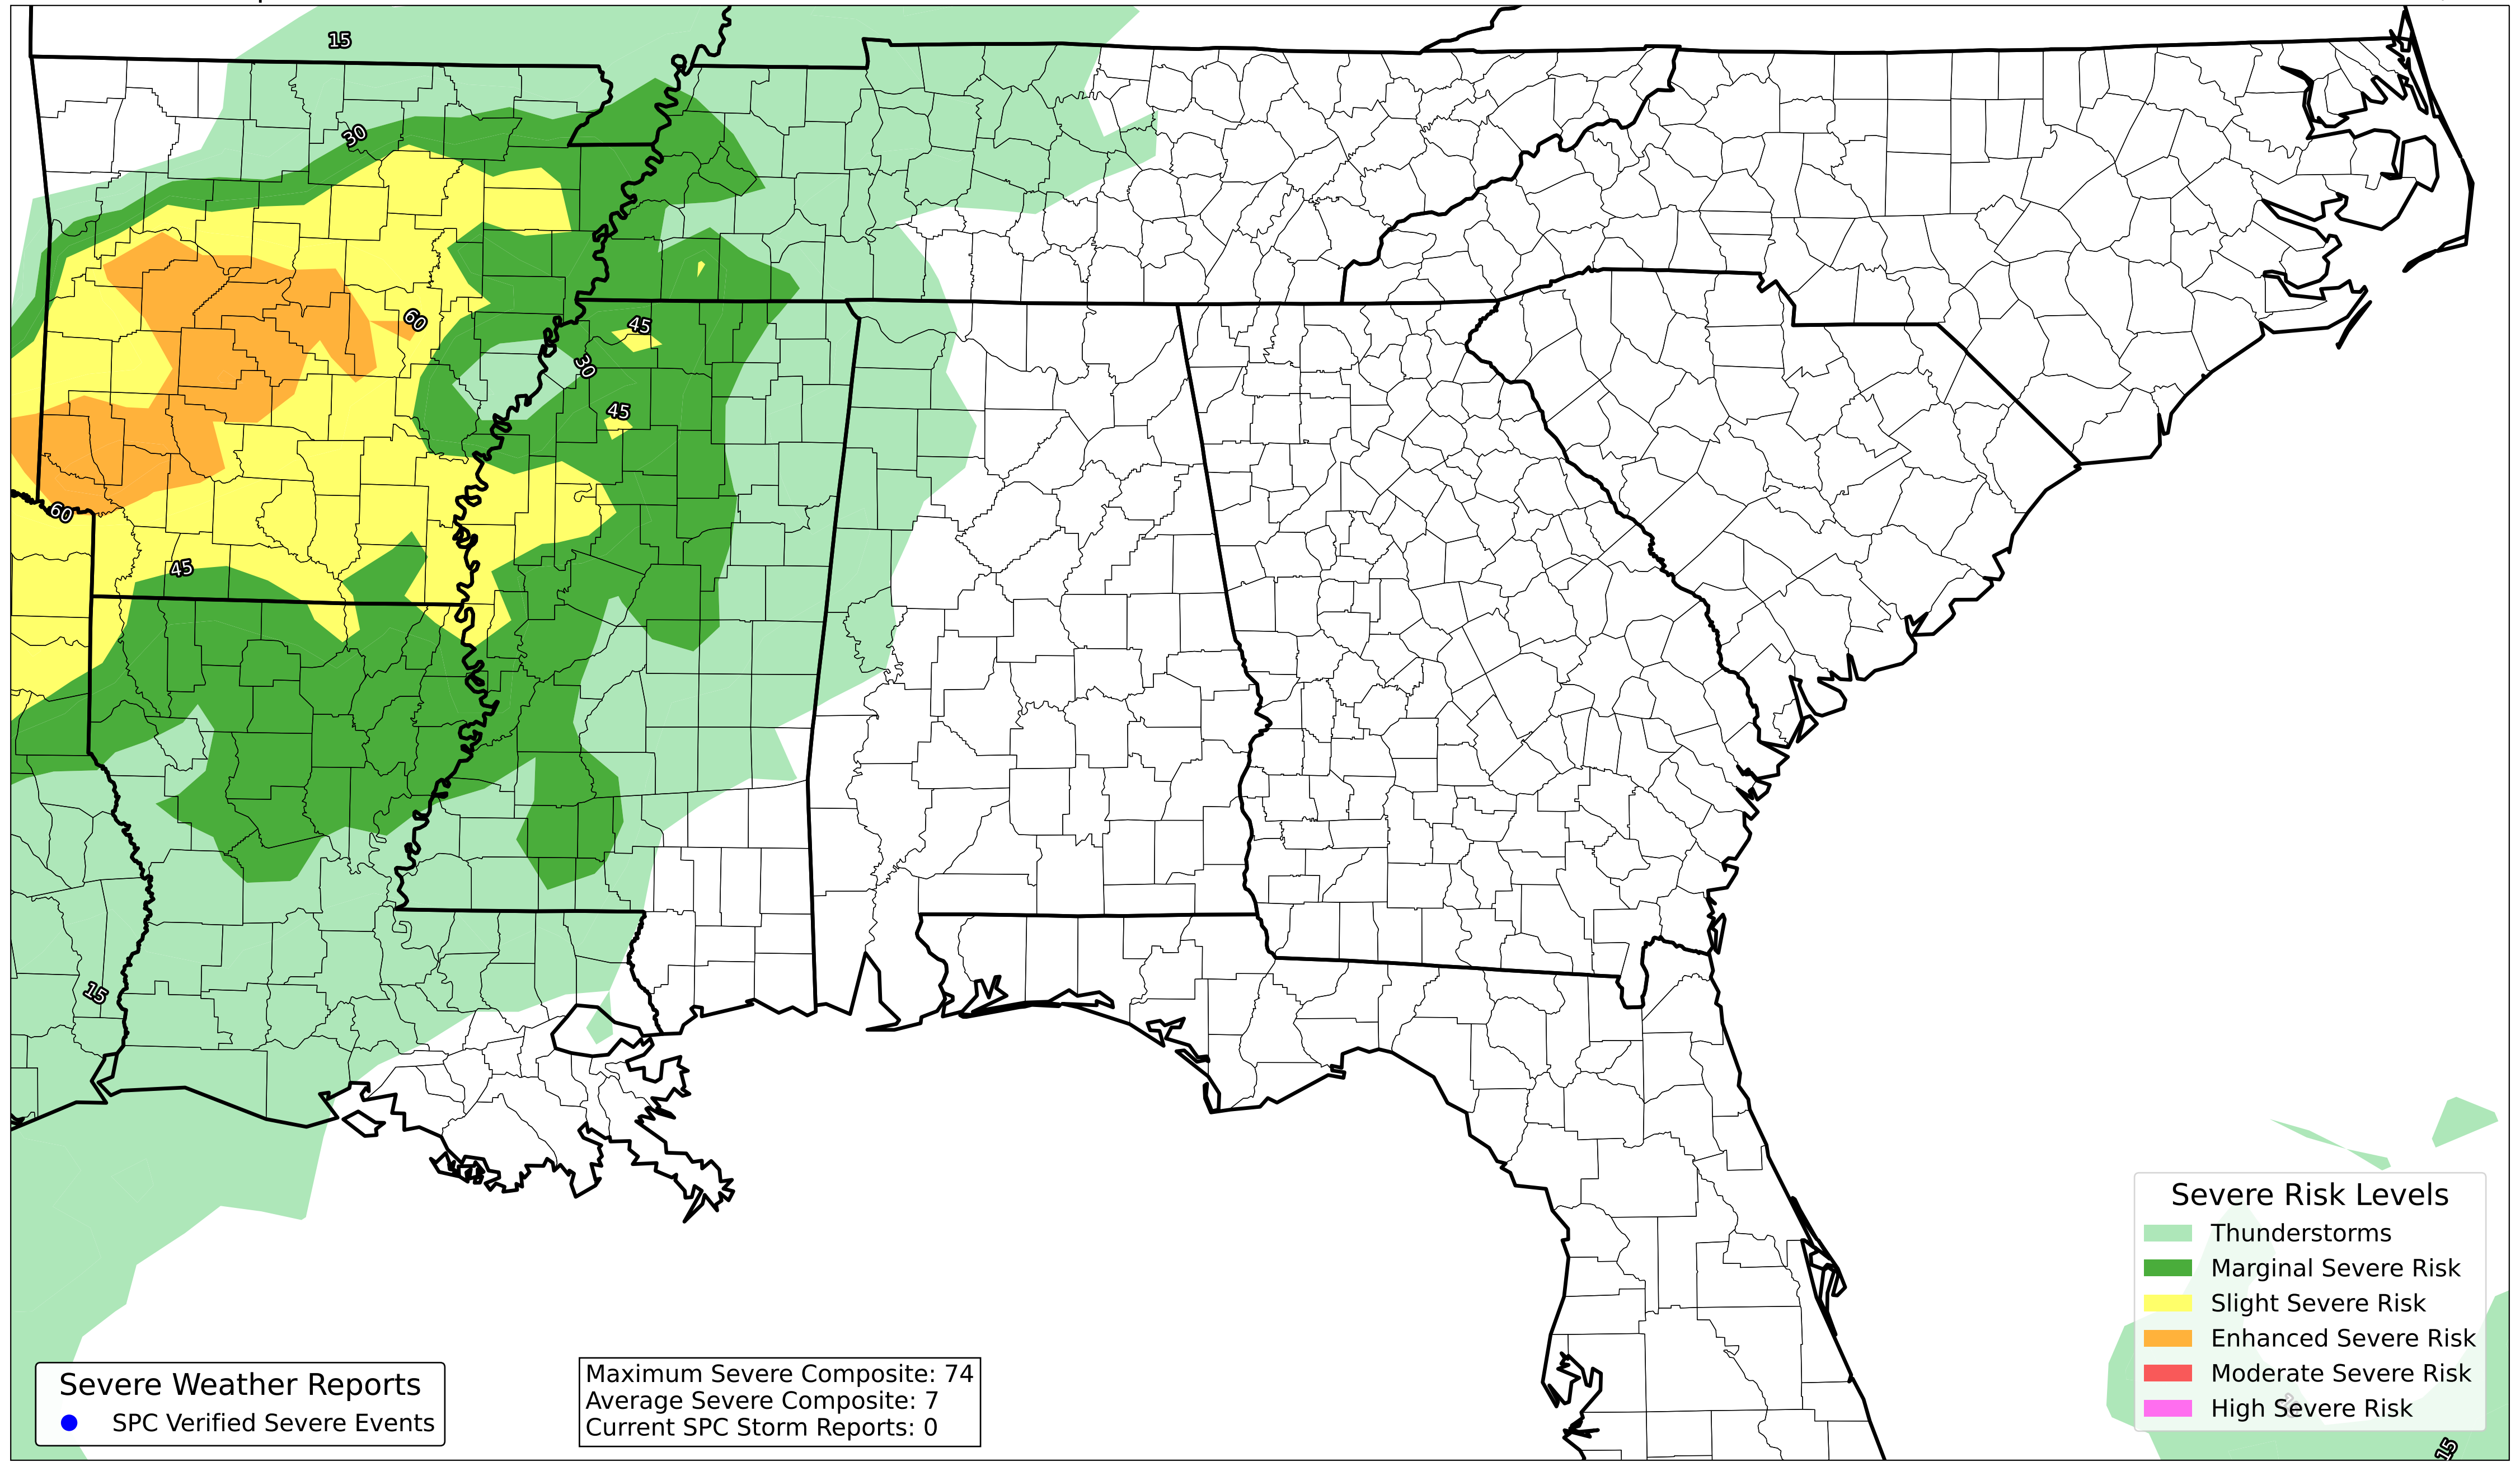 15
30
60
45
30
45
60
45
15
Severe Risk Levels
Thunderstorms
Marginal Severe Risk
Slight Severe Risk
Enhanced Severe Risk
Moderate Severe Risk
High Severe Risk
Severe Weather Reports
SPC Verified Severe Events
Maximum Severe Composite: 74
Average Severe Composite: 7
Current SPC Storm Reports: 0
15